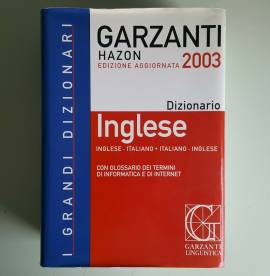 I GRANDI DIZIONARI
GARZANTI
HAZON
EDIZIONE AGGIORNATA 2003
Dizionario
Inglese
INGLESE - ITALIANO • ITALIANO - INGLESE
CON GLOSSARIO DEI TERMINI
DI INFORMATICA E DI INTERNET
G
GARZANTI
LINGUISTICA